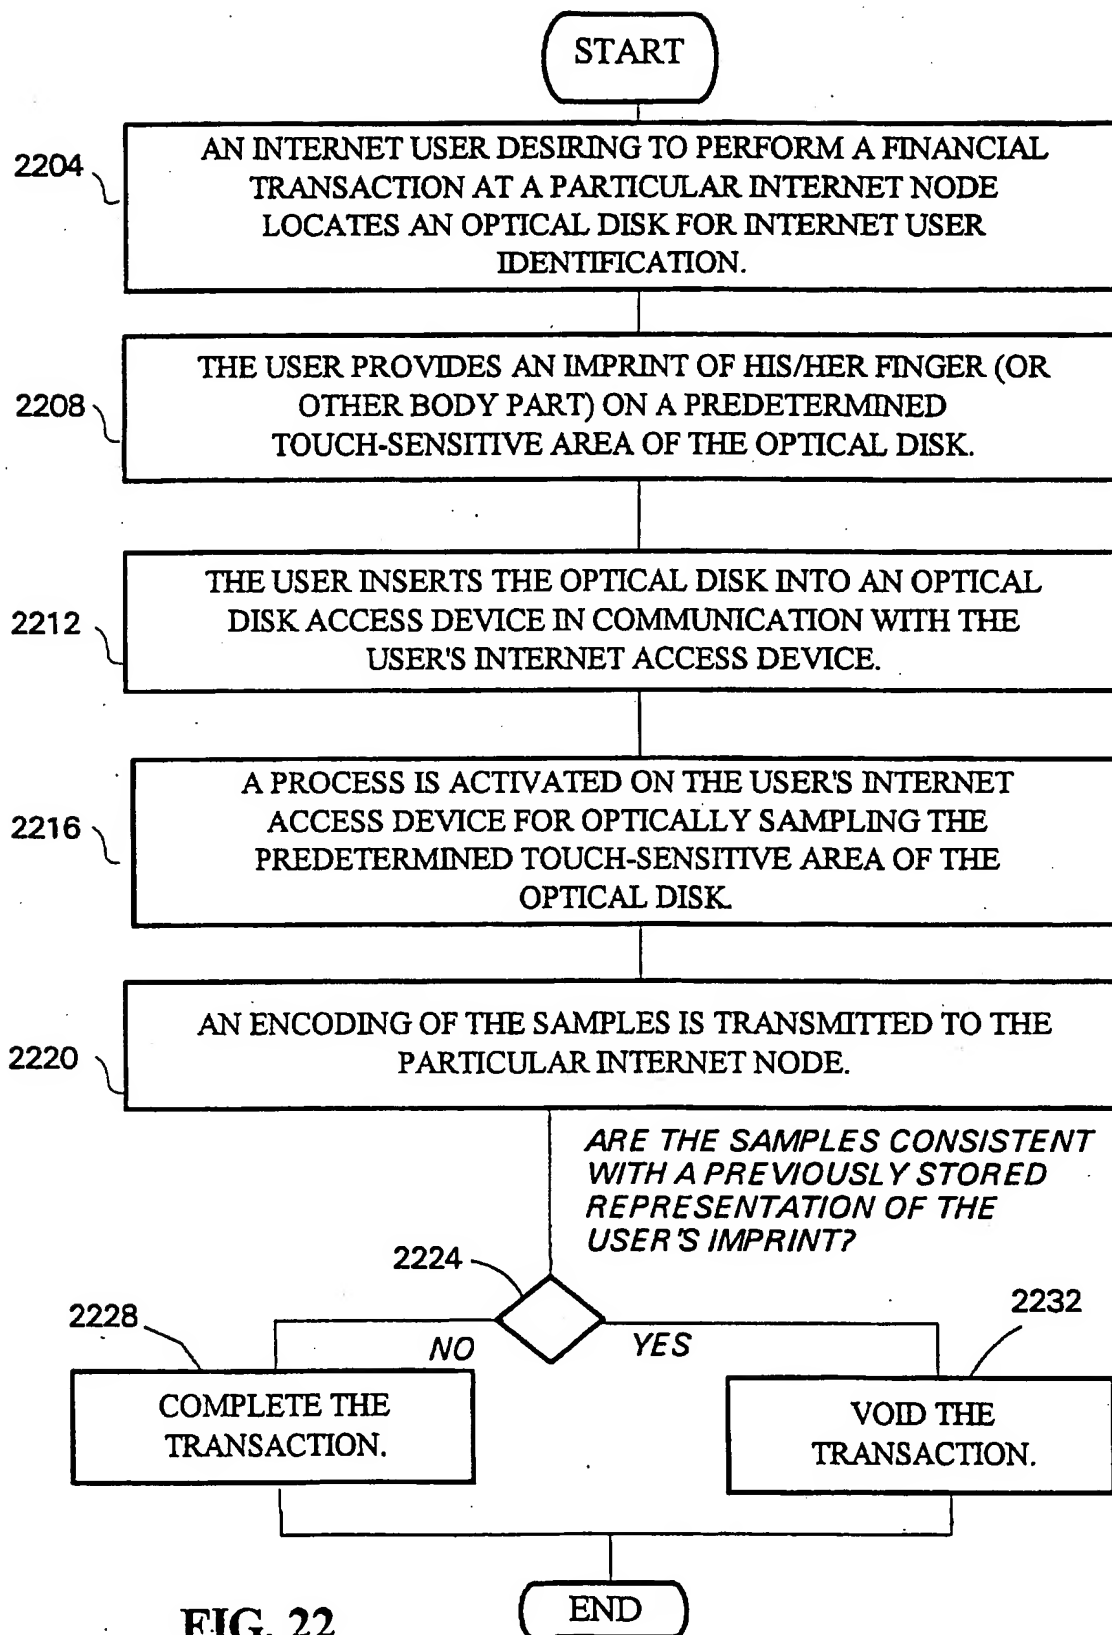 START
2204
AN INTERNET USER DESIRING TO PERFORM A FINANCIAL
TRANSACTION AT A PARTICULAR INTERNET NODE
LOCATES AN OPTICAL DISK FOR INTERNET USER
IDENTIFICATION.
2208
THE USER PROVIDES AN IMPRINT OF HIS/HER FINGER (OR
OTHER BODY PART) ON A PREDETERMINED
TOUCH-SENSITIVE AREA OF THE OPTICAL DISK.
2212
THE USER INSERTS THE OPTICAL DISK INTO AN OPTICAL
DISK ACCESS DEVICE IN COMMUNICATION WITH THE
USER'S INTERNET ACCESS DEVICE.
2216
A PROCESS IS ACTIVATED ON THE USER'S INTERNET
ACCESS DEVICE FOR OPTICALLY SAMPLING THE
PREDETERMINED TOUCH-SENSITIVE AREA OF THE
OPTICAL DISK.
2220
AN ENCODING OF THE SAMPLES IS TRANSMITTED TO THE
PARTICULAR INTERNET NODE.
ARE THE SAMPLES CONSISTENT
WITH A PREVIOUSLY STORED
REPRESENTATION OF THE
USER'S IMPRINT?
2224
2228
NO
YES
2232
COMPLETE THE
TRANSACTION.
VOID THE
TRANSACTION.
END
FIG. 22